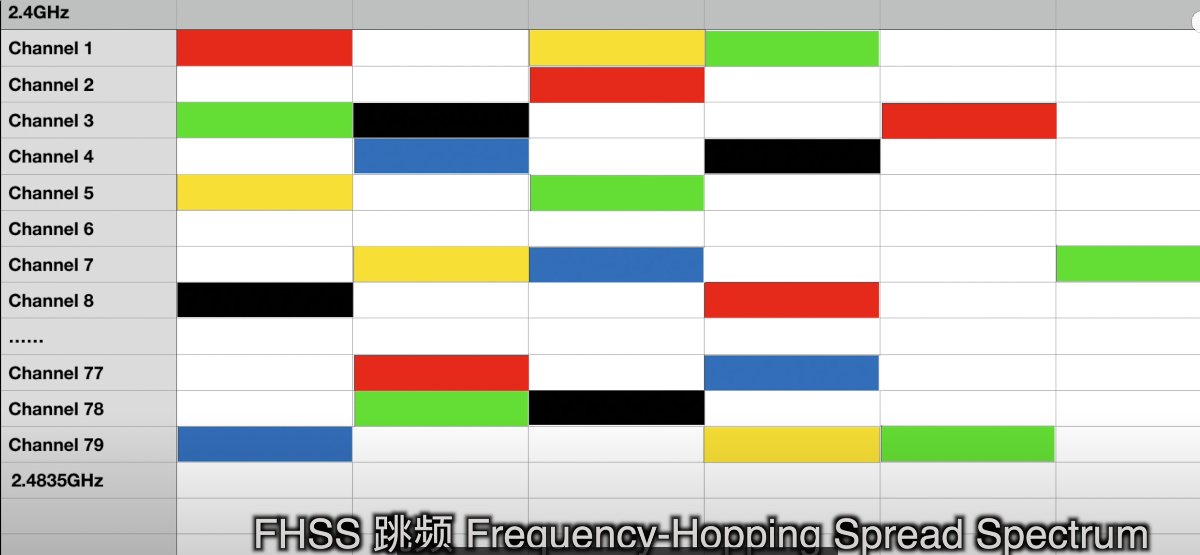 2.4GHz
Channel 1
Channel 2
Channel 3
Channel 4
Channel 5
Channel 6
Channel 7
Channel 8
......
Channel 77
Channel 78
Channel 79
2.4835GHz
FHSS 跳频 Frequency-Hopping Spread Spectrum